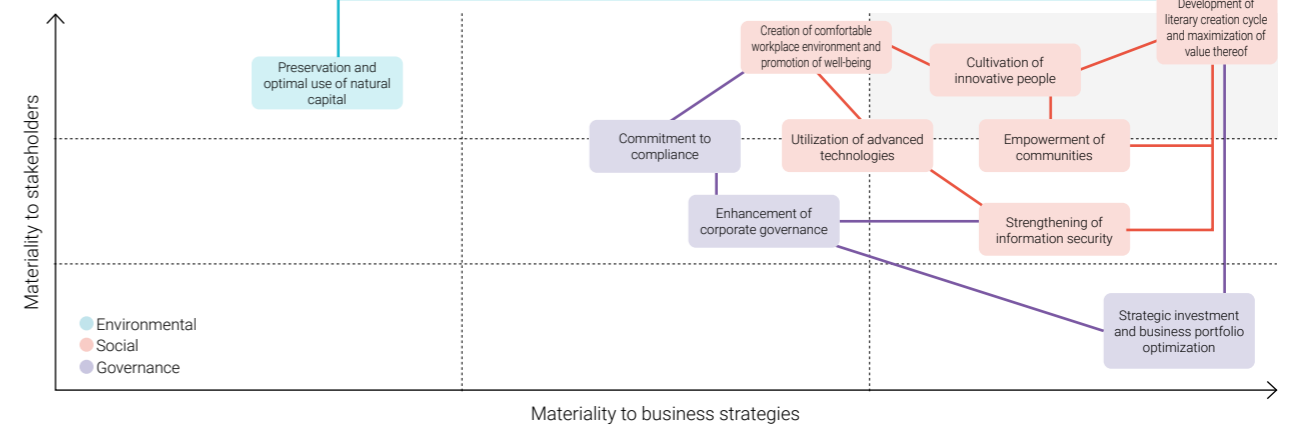 Development of
literary creation cycle
and maximization of
value thereof
Creation of comfortable
workplace environment and
promotion of well-being
Cultivation of
innovative people
Preservation and
optimal use of natural
capital
Commitment to
compliance
Utilization of advanced
technologies
Empowerment of
communities
Enhancement of
corporate governance
Strengthening of
information security
Strategic investment
and business portfolio
optimization
Materiality to stakeholders
Environmental
Social
Governance
Materiality to business strategies